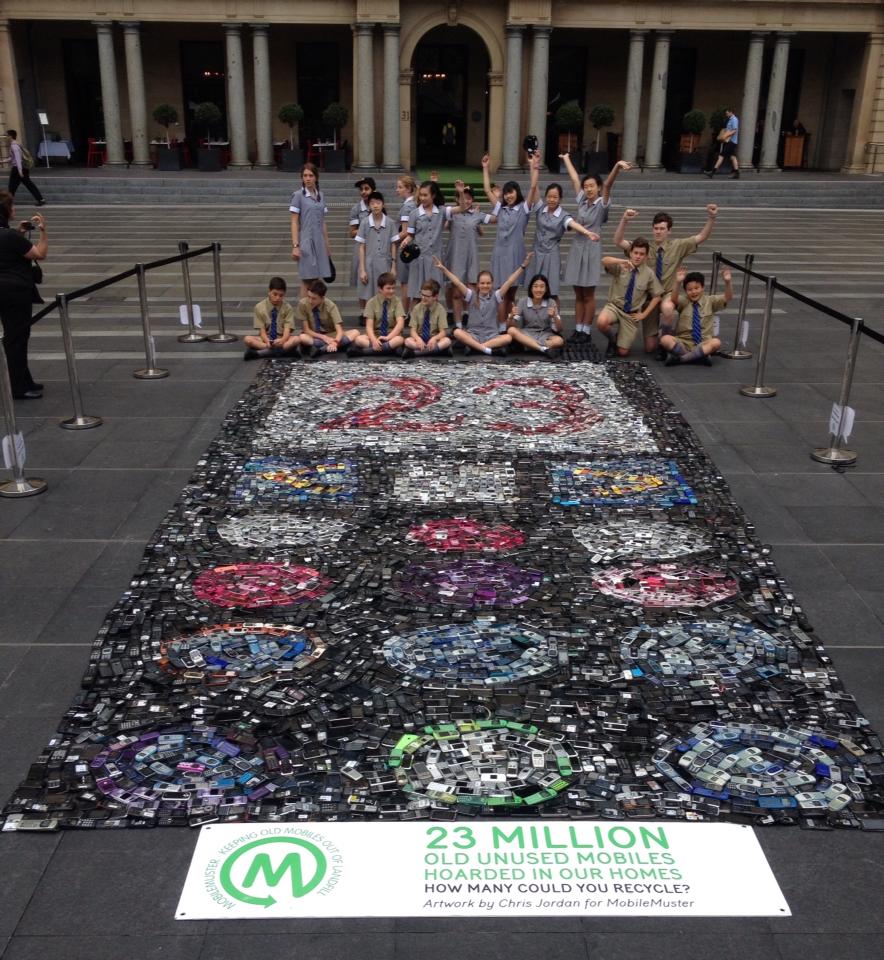 23
MOBILEMUSTER
KEEPING OLD MOBILES OUT OF LANDFILL
M
23 MILLION
OLD UNUSED MOBILES
HOARDED IN OUR HOMES
HOW MANY COULD YOU RECYCLE?
Artwork by Chris Jordan for MobileMuster